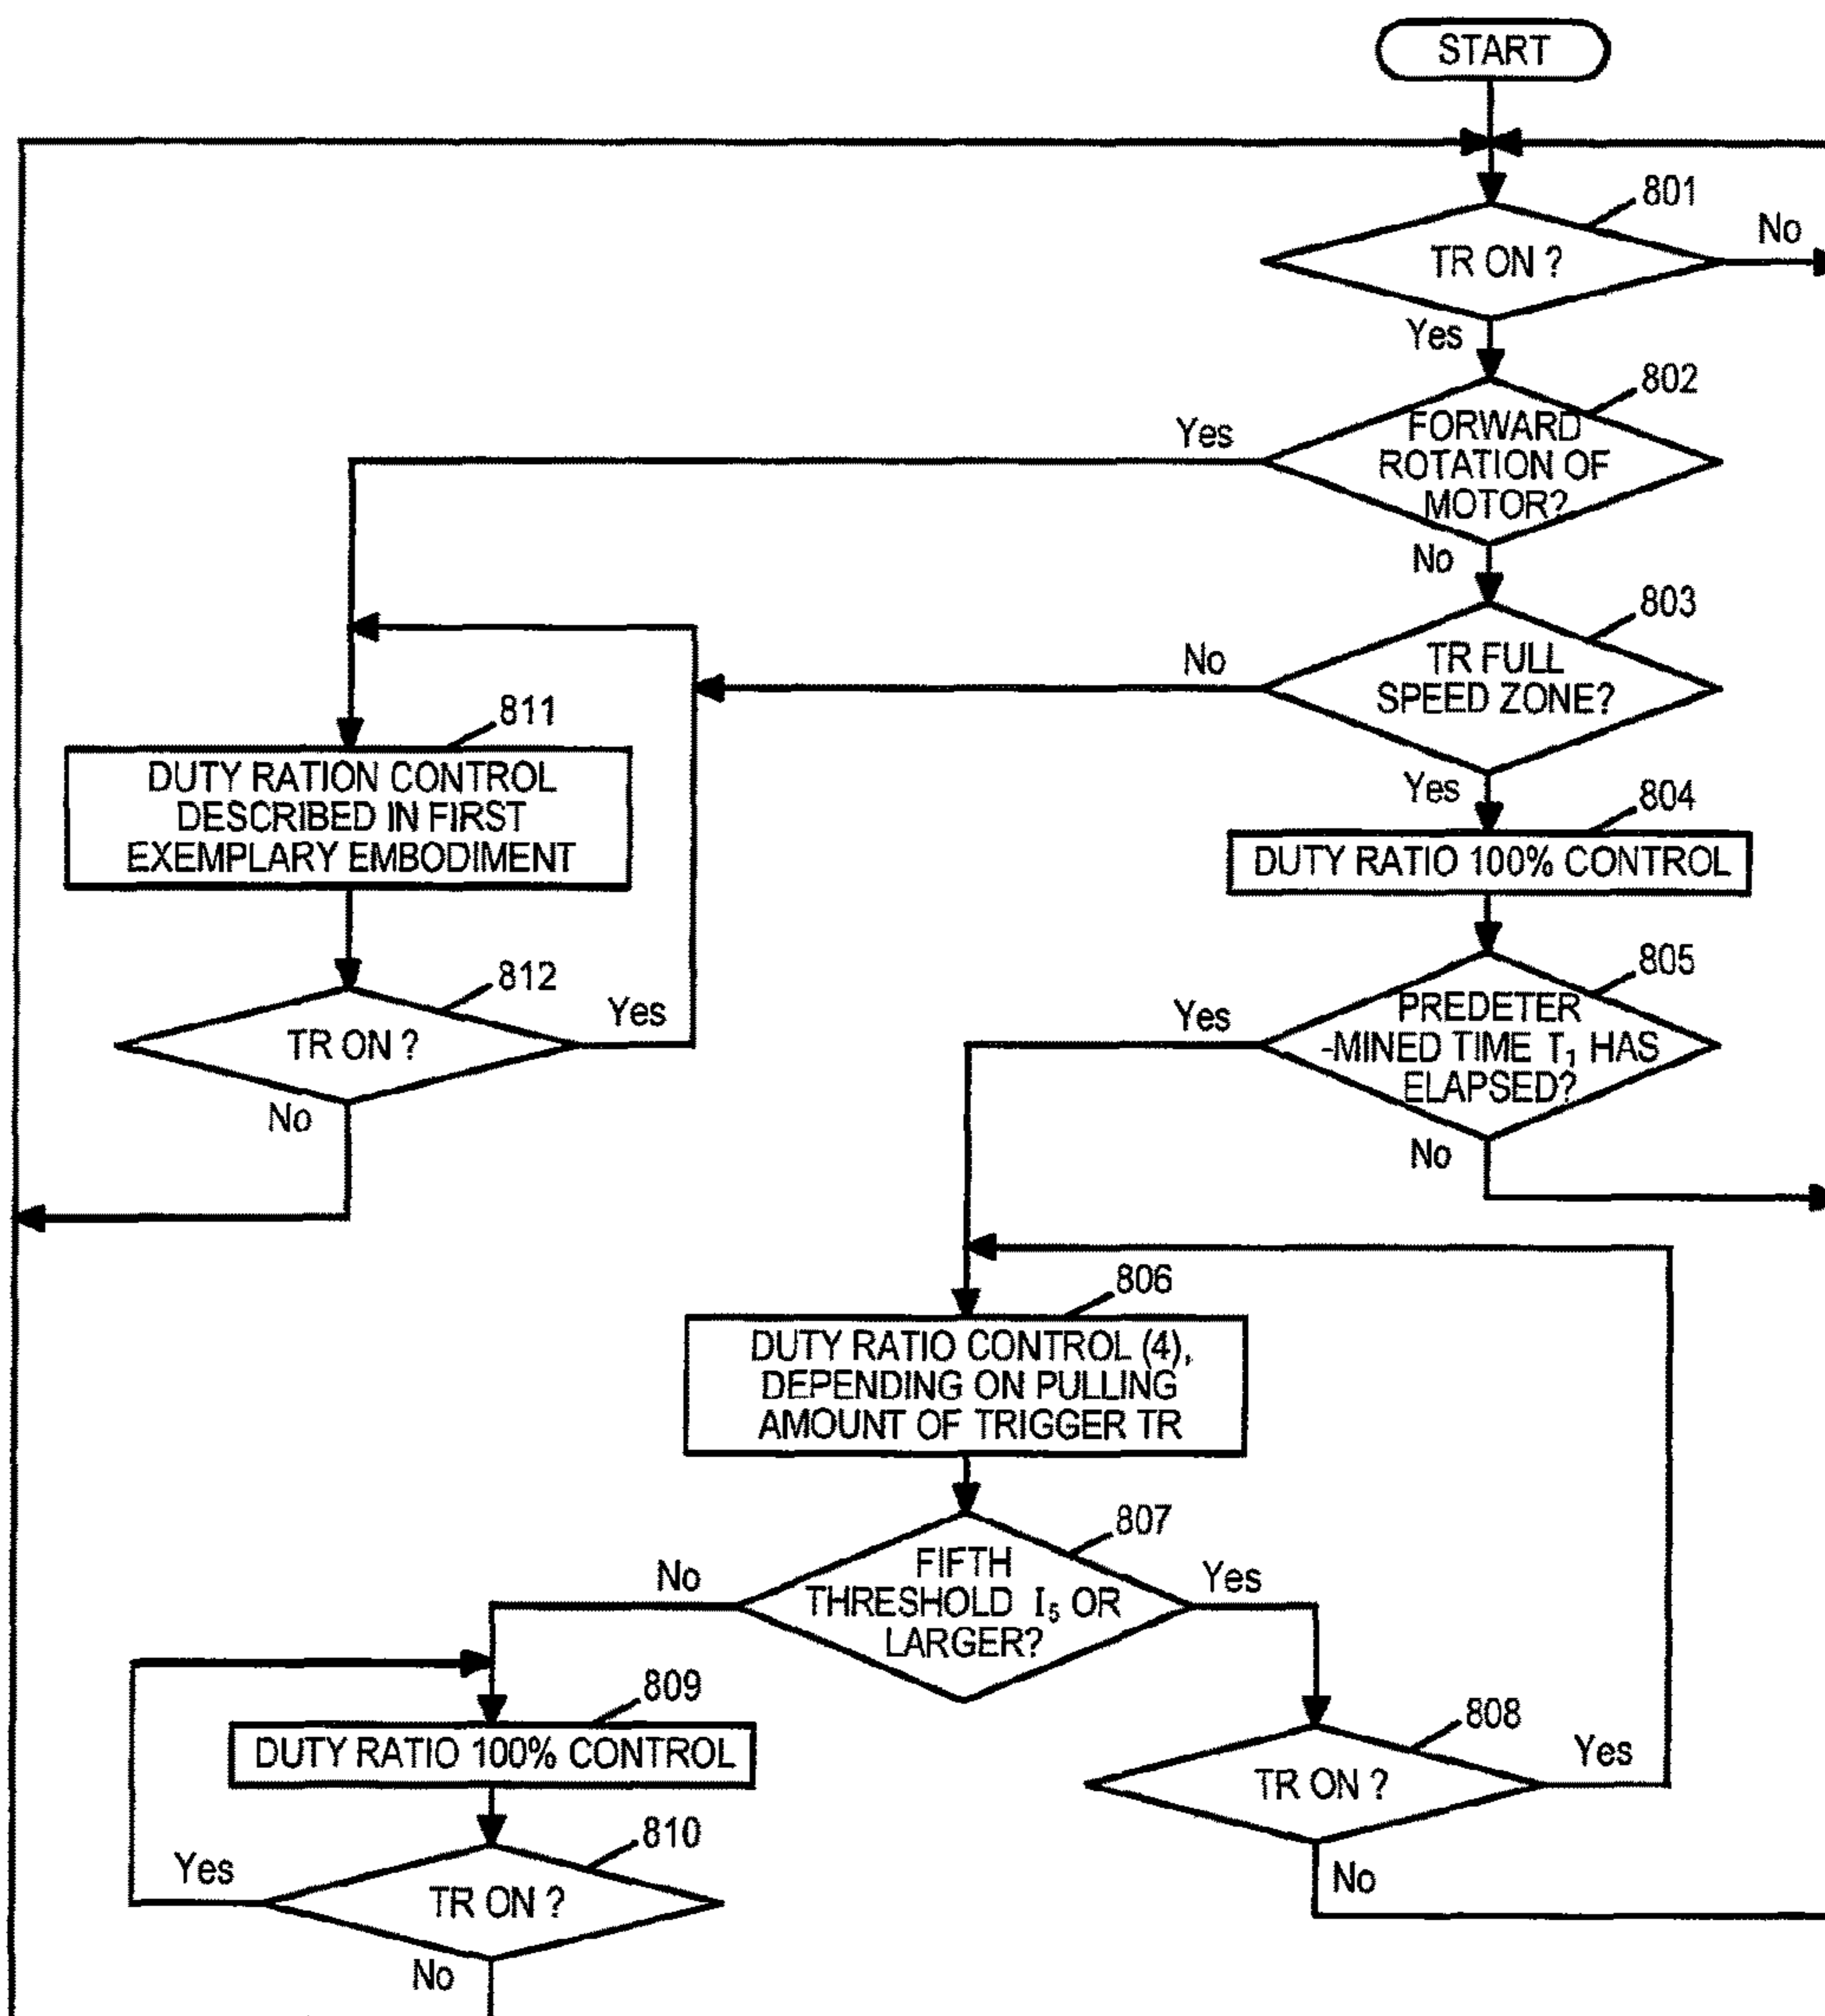 START
801
TR ON ?
No
Yes
802
FORWARD
ROTATION OF
MOTOR?
Yes
No
803
TR FULL
SPEED ZONE?
No
Yes
811
DUTY RATION CONTROL
DESCRIBED IN FIRST
EXEMPLARY EMBODIMENT
804
DUTY RATIO 100% CONTROL
812
TR ON ?
Yes
No
805
PREDETER
-MINED TIME T₁ HAS
ELAPSED?
Yes
No
806
DUTY RATIO CONTROL (4),
DEPENDING ON PULLING
AMOUNT OF TRIGGER TR
807
FIFTH
THRESHOLD I₅ OR
LARGER?
No
Yes
809
DUTY RATIO 100% CONTROL
808
TR ON ?
Yes
No
810
TR ON ?
Yes
No